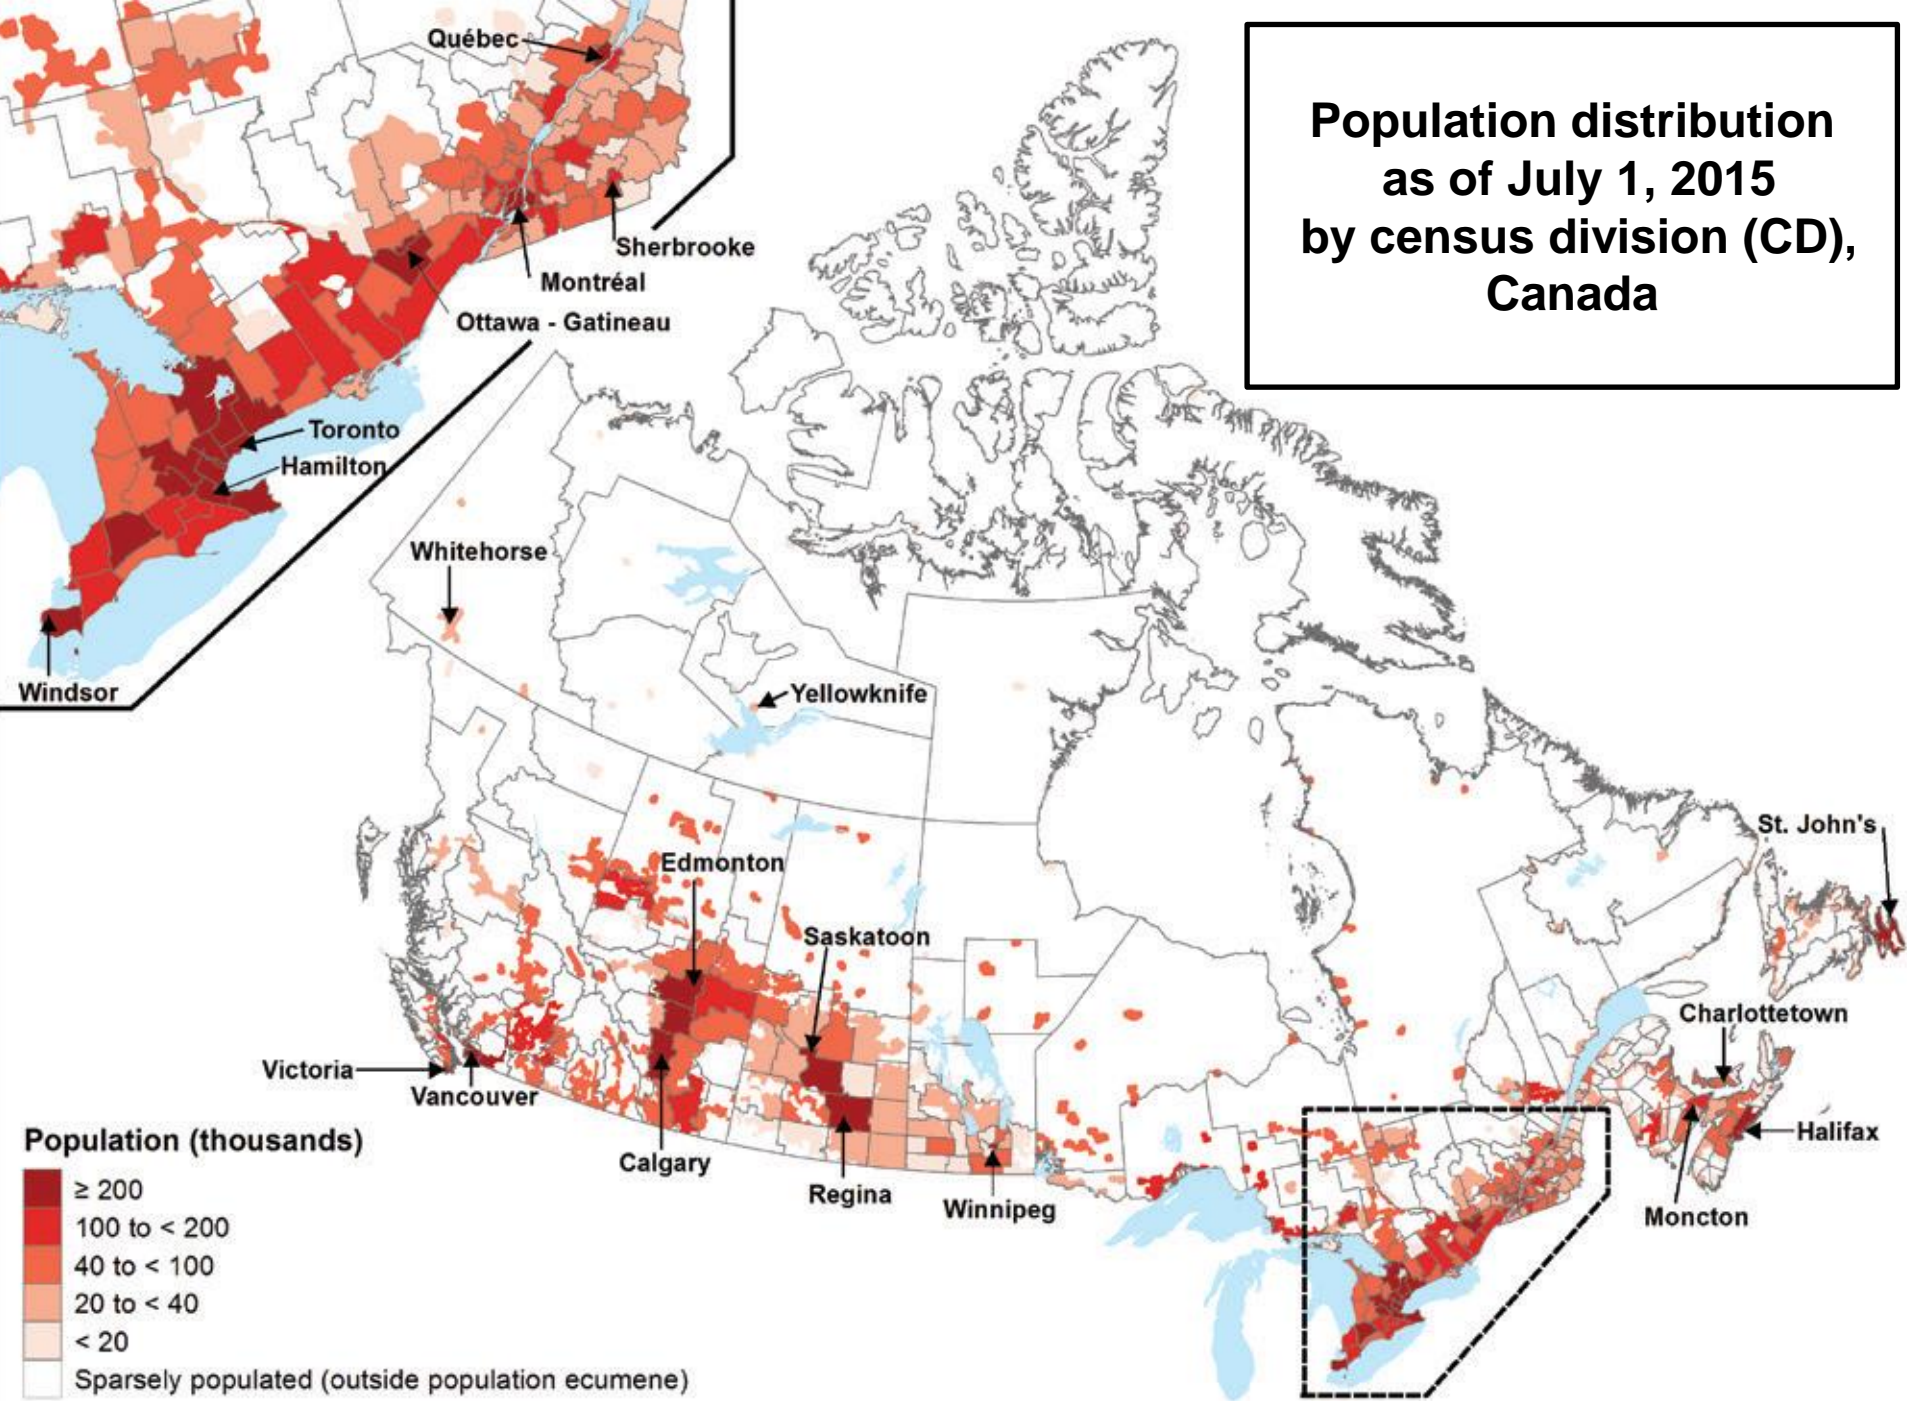 Population distribution
as of July 1, 2015
by census division (CD),
Canada
Québec
Sherbrooke
Montréal
Ottawa - Gatineau
Toronto
Hamilton
Windsor
Whitehorse
Yellowknife
Edmonton
Saskatoon
St. John's
Charlottetown
Victoria
Vancouver
Halifax
Calgary
Regina
Winnipeg
Moncton
Population (thousands)
≥ 200
100 to < 200
40 to < 100
20 to < 40
< 20
Sparsely populated (outside population ecumene)